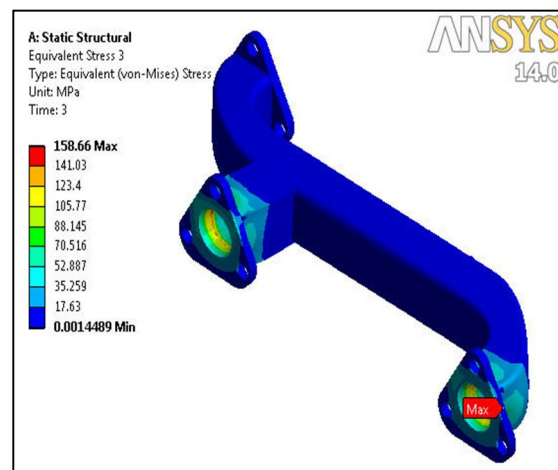 A: Static Structural
Equivalent Stress 3
Type: Equivalent (von-Mises) Stress
Unit: MPa
Time: 3
ANSYS
14.0
158.66 Max
141.03
123.4
105.77
88.145
70.516
52.887
35.259
17.63
0.0014489 Min
Max